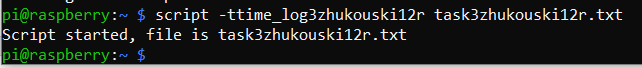 pi@raspberry:~ $ script -ttime_log3zhukouski12r task3zhukouski12r.txt
Script started, file is task3zhukouski12r.txt
pi@raspberry:~ $